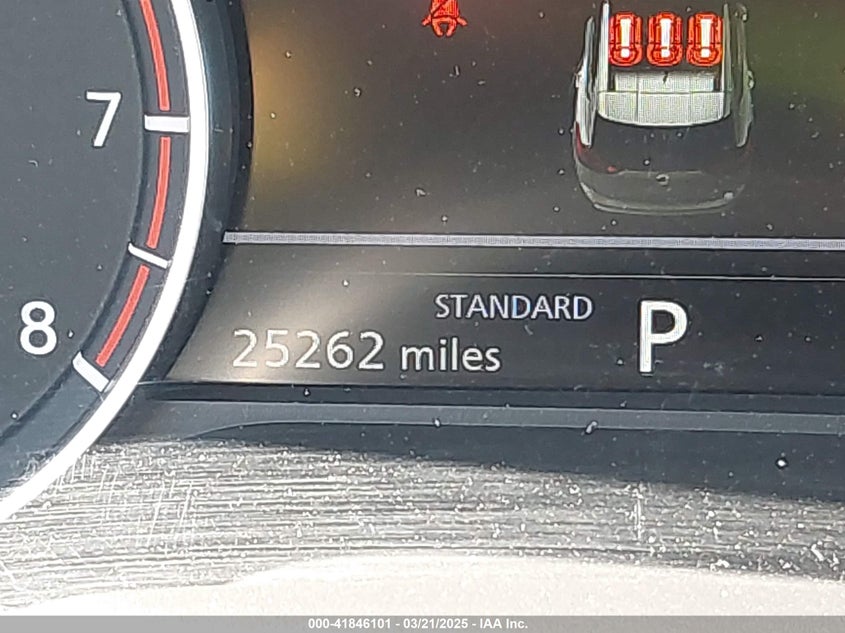 7
8
STANDARD
25262 miles
P
000-41846101 - 03/21/2025 - IAA Inc.